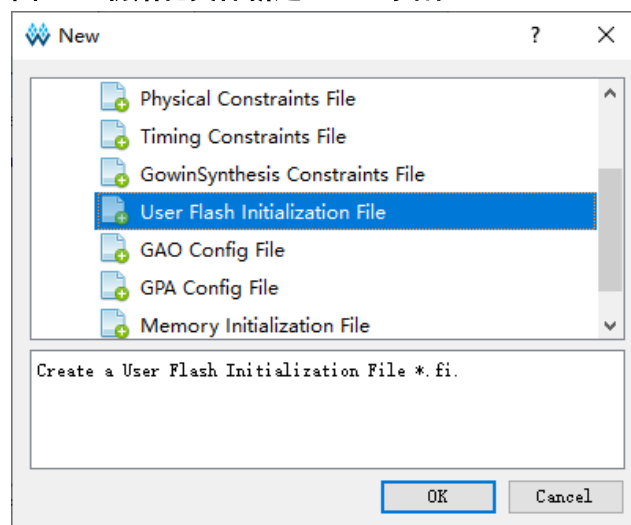 New
?
Physical Constraints File
Timing Constraints File
GowinSynthesis Constraints File
User Flash Initialization File
GAO Config File
GPA Config File
Memory Initialization File
Create a User Flash Initialization File *.fi.
OK
Cancel